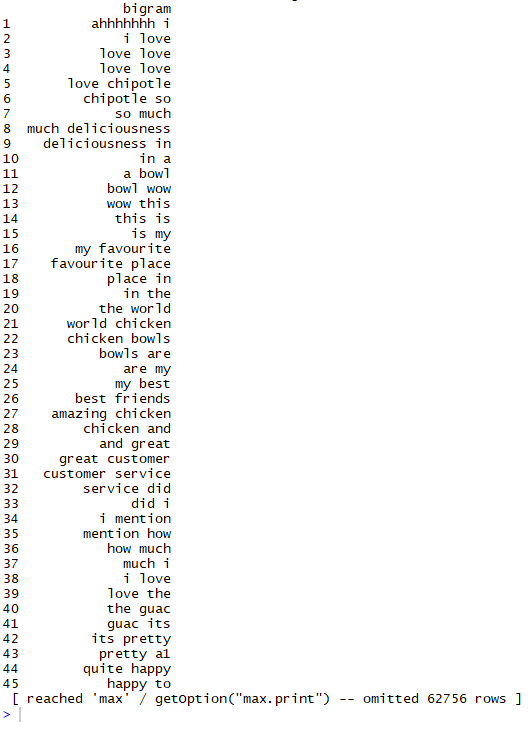 bigram
1 ahhhhhhh i
2 i love
3 love love
4 love love
5 love chipotle
6 chipotle so
7 so much
8 much deliciousness
9 deliciousness in
10 in a
11 a bowl
12 bowl wow
13 wow this
14 this is
15 is my
16 my favourite
17 favourite place
18 place in
19 in the
20 the world
21 world chicken
22 chicken bowls
23 bowls are
24 are my
25 my best
26 best friends
27 amazing chicken
28 chicken and
29 and great
30 great customer
31 customer service
32 service did
33 did i
34 i mention
35 mention how
36 how much
37 much i
38 i love
39 love the
40 the guac
41 guac its
42 its pretty
43 pretty a1
44 quite happy
45 happy to
[ reached 'max' / getOption("max.print") -- omitted 62756 rows ]
>